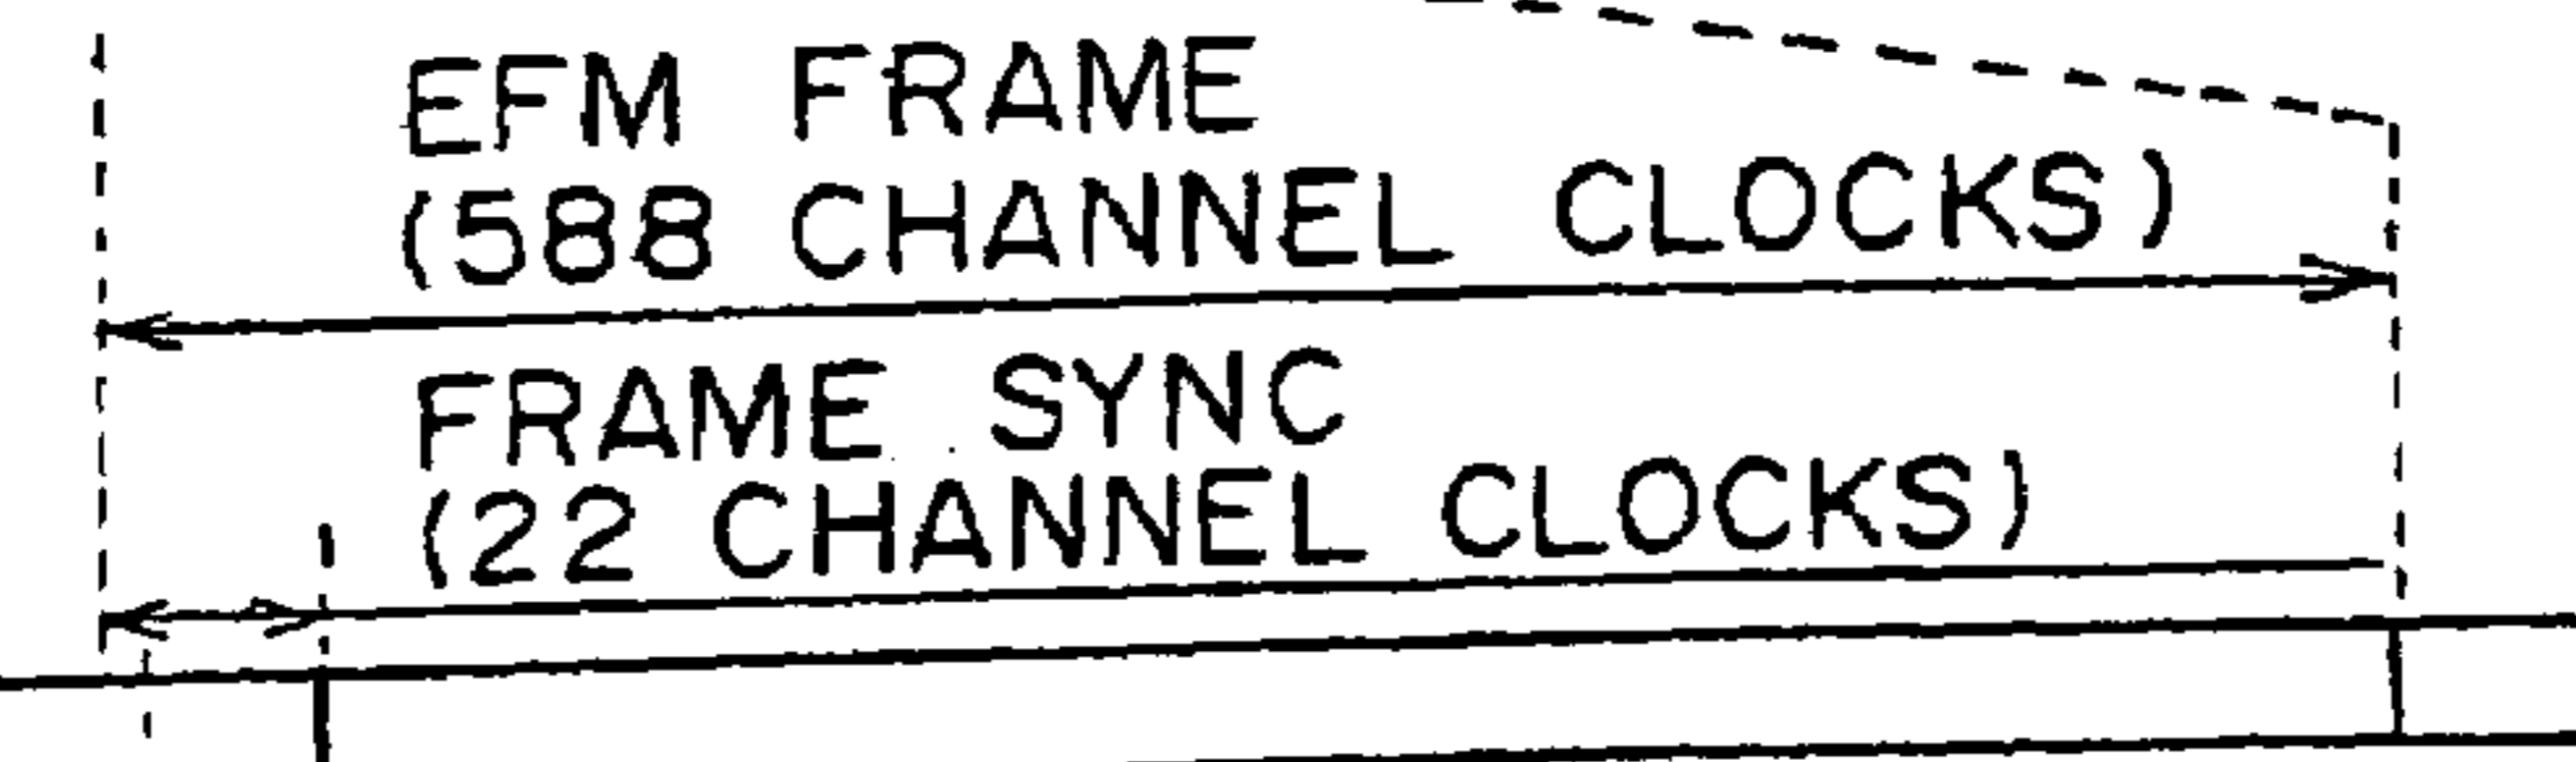 EFM FRAME
(588 CHANNEL CLOCKS)
FRAME SYNC
(22 CHANNEL CLOCKS)